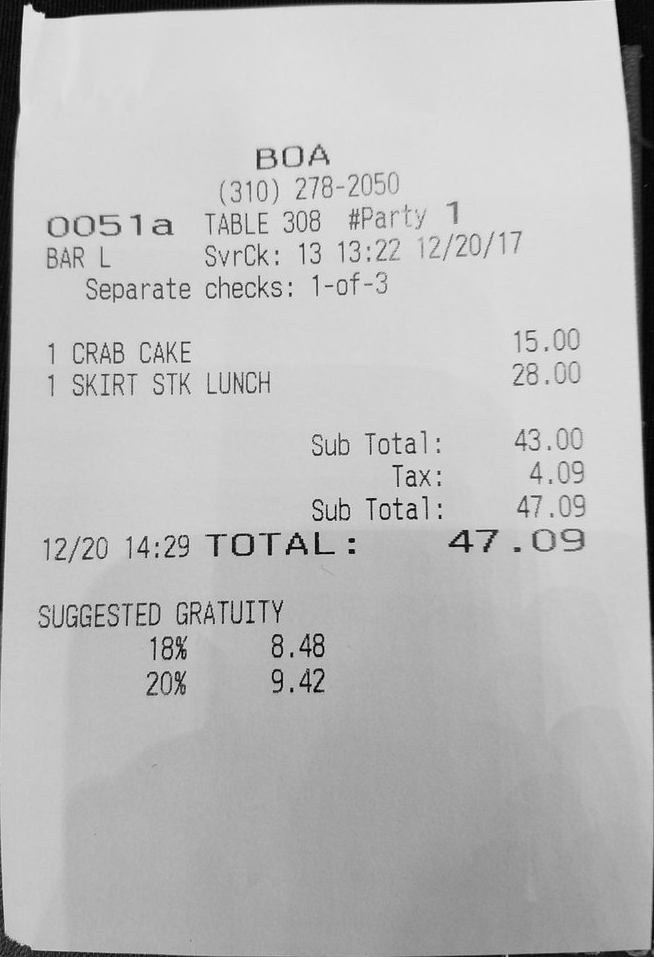 BOA
(310) 278-2050
0051a TABLE 308 #Party 1
BAR L SvrCk: 13 13:22 12/20/17
Separate checks: 1-of-3
1 CRAB CAKE 15.00
1 SKIRT STK LUNCH 28.00
Sub Total: 43.00
Tax: 4.09
Sub Total: 47.09
12/20 14:29 TOTAL: 47.09
SUGGESTED GRATUITY
18% 8.48
20% 9.42